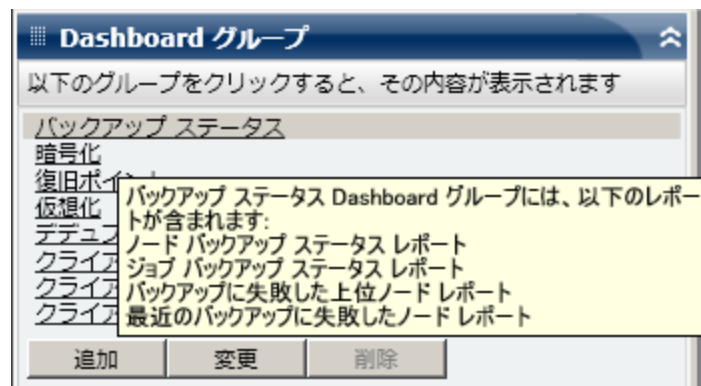 Dashboard グループ
以下のグループをクリックすると、その内容が表示されます
バックアップ ステータス
暗号化
復旧ポイント
仮想化
デデュプ
クライア
クライア
クライア
バックアップ ステータス Dashboard グループには、以下のレポー
トが含まれます:
ノード バックアップ ステータス レポート
ジョブ バックアップ ステータス レポート
バックアップに失敗した上位ノード レポート
最近のバックアップに失敗したノード レポート
追加
変更
削除